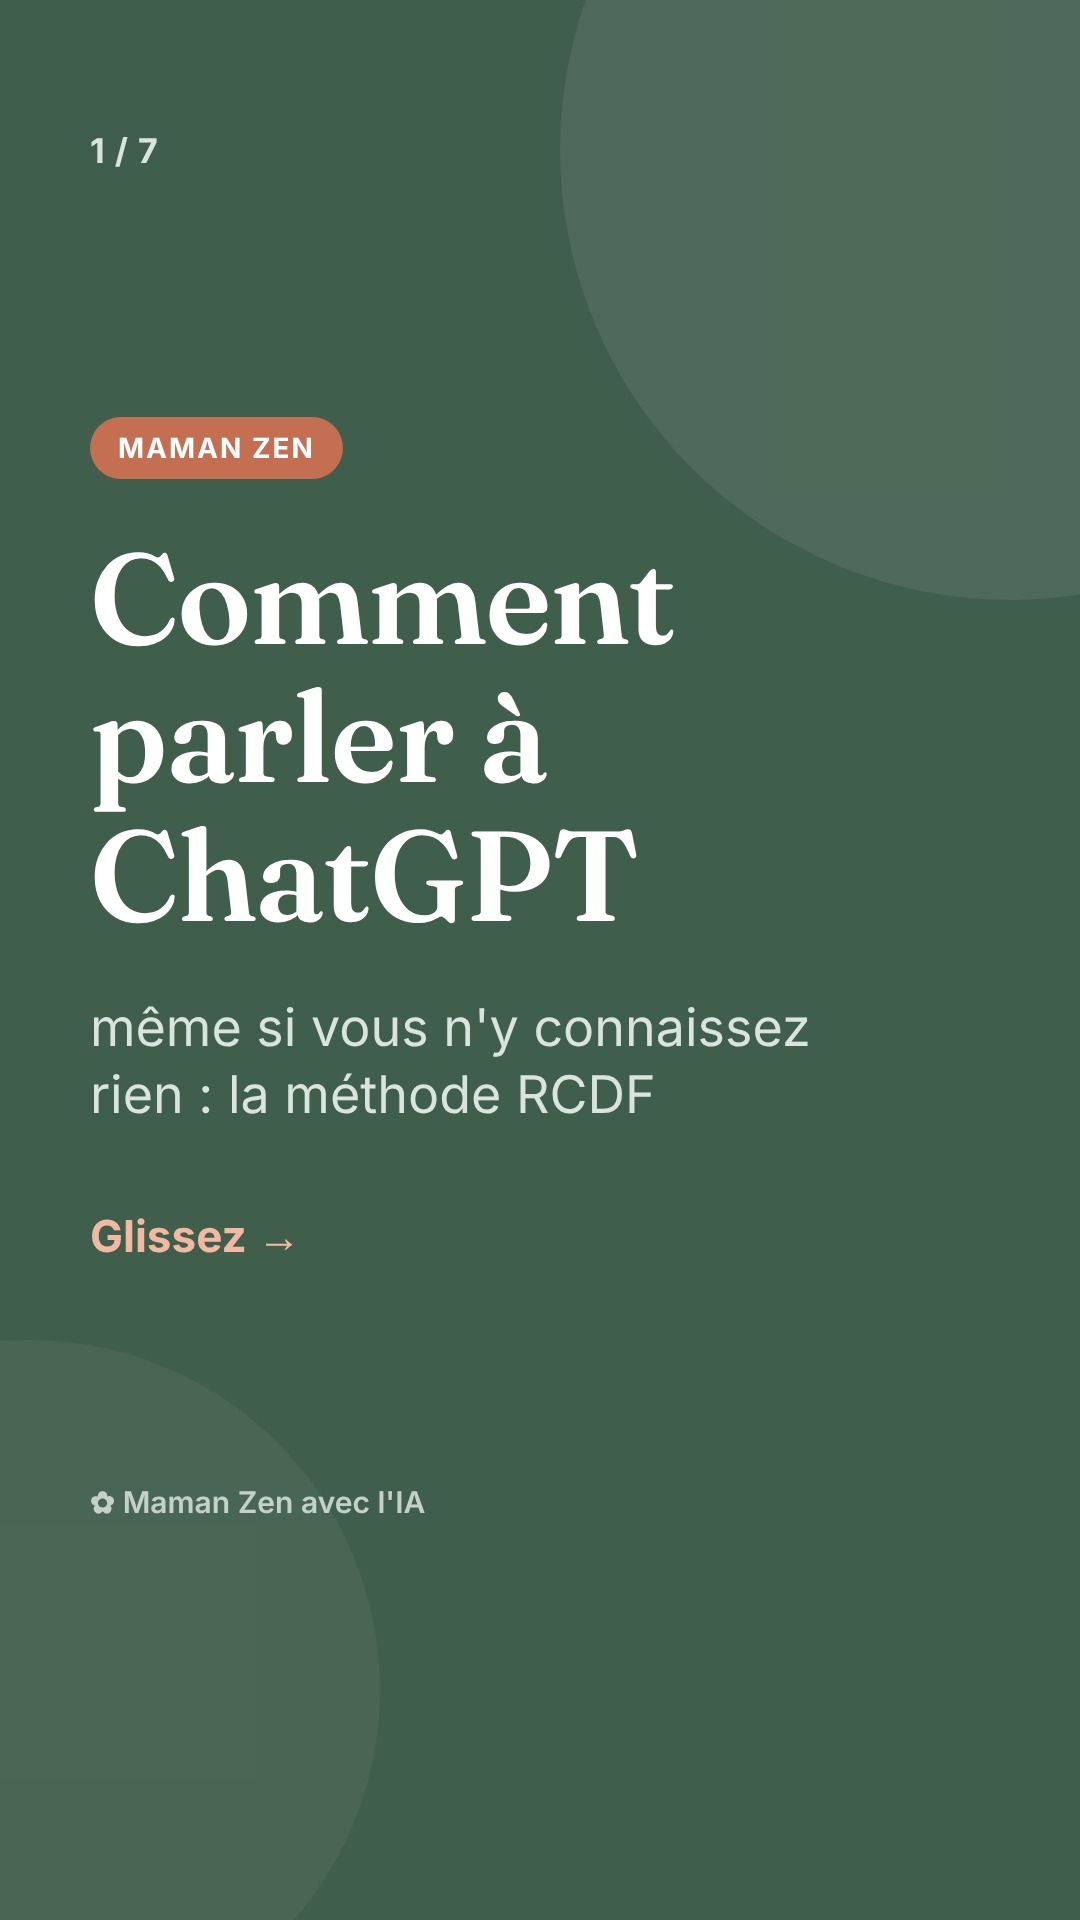 1 / 7
MAMAN ZEN
Comment
parler à
ChatGPT
même si vous n'y connaissez
rien : la méthode RCDF
Glissez →
✿ Maman Zen avec l'IA